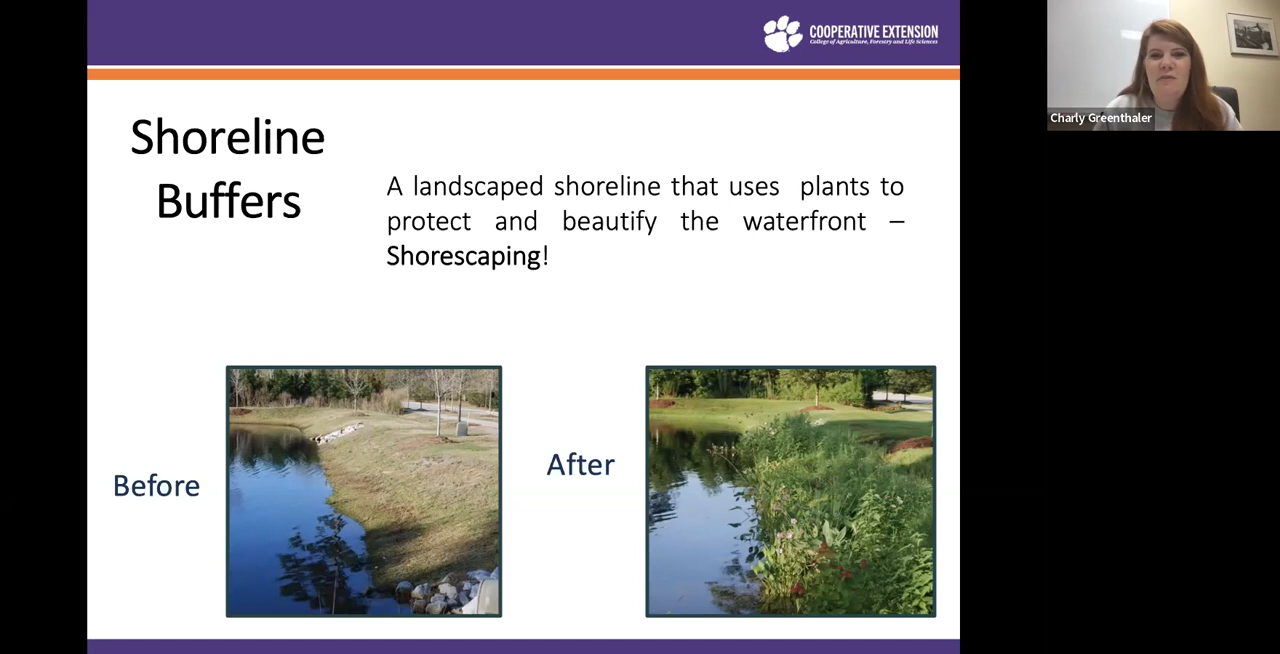 COOPERATIVE EXTENSION
College of Agriculture, Forestry and Life Sciences
Charly Greenthaler
Shoreline
Buffers
A landscaped shoreline that uses plants to
protect and beautify the waterfront –
Shorescaping!
Before
After